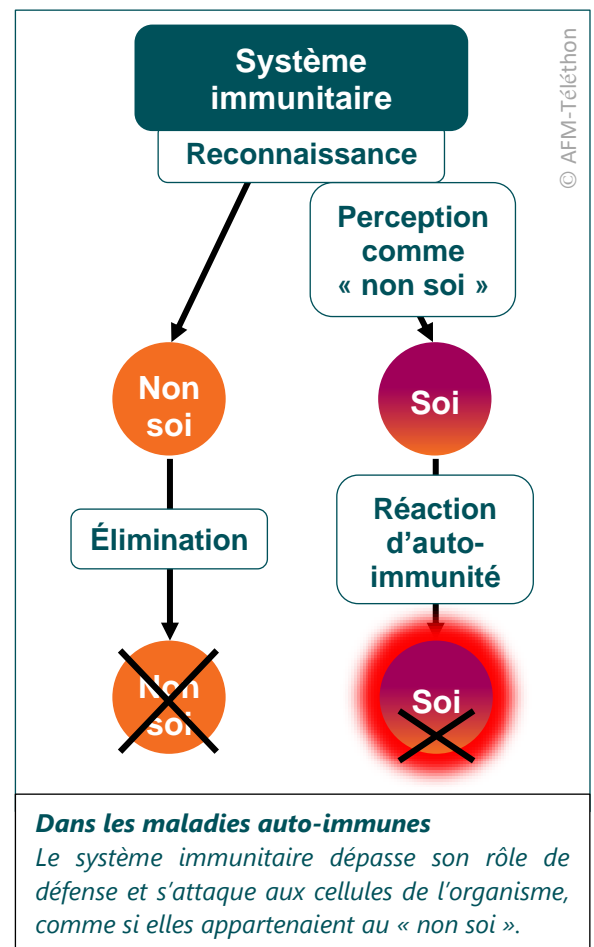 Système
immunitaire
© AFM-Téléthon
Reconnaissance
Perception
comme
« non soi »
Non
soi
Soi
Élimination
Réaction
d’auto-
immunité
Non
soi
Soi
Dans les maladies auto-immunes
Le système immunitaire dépasse son rôle de
défense et s’attaque aux cellules de l’organisme,
comme si elles appartenaient au « non soi ».